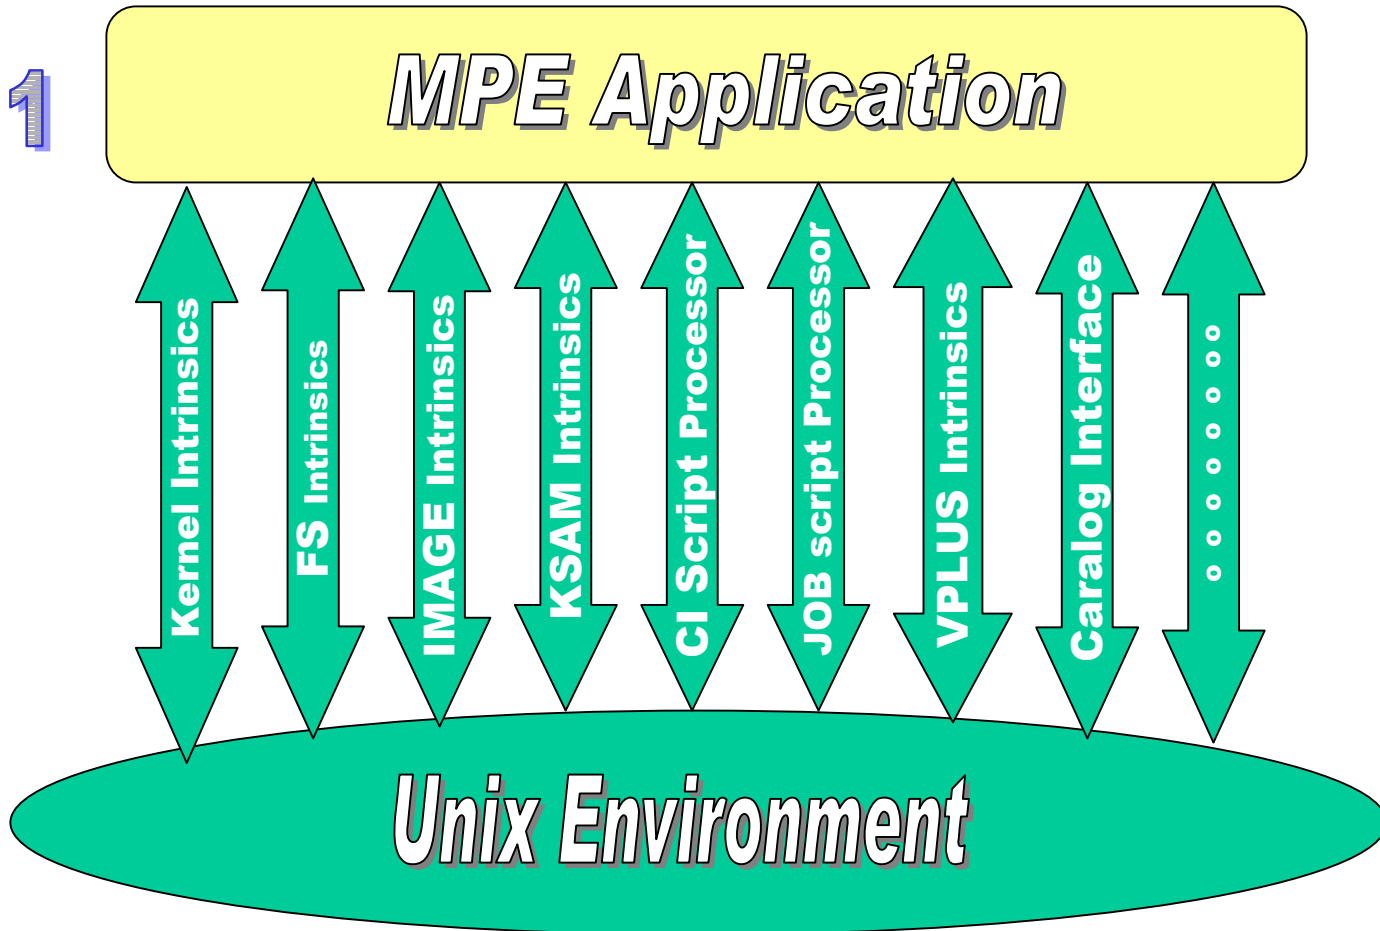 1
MPE Application
Kernel Intrinsics
FS Intrinsics
IMAGE Intrinsics
KSAM Intrinsics
CI Script Processor
JOB script Processor
VPLUS Intrinsics
Caralog Interface
o o o o o o o o
Unix Environment